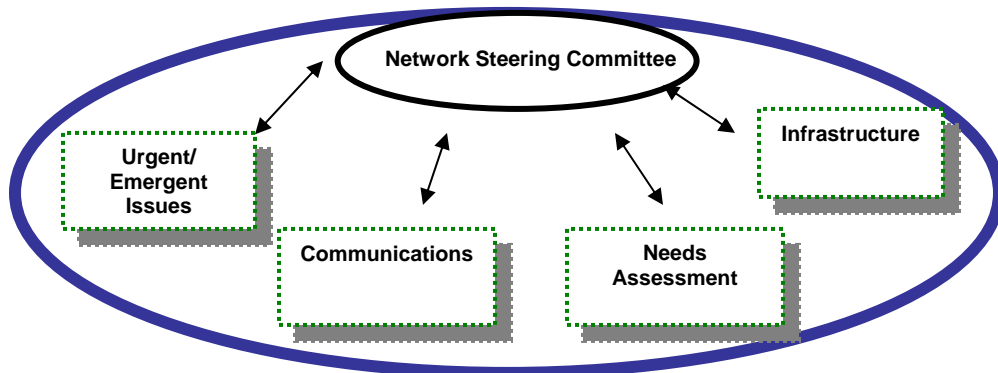 Network Steering Committee
Infrastructure
Urgent/
Emergent
Issues
Communications
Needs
Assessment